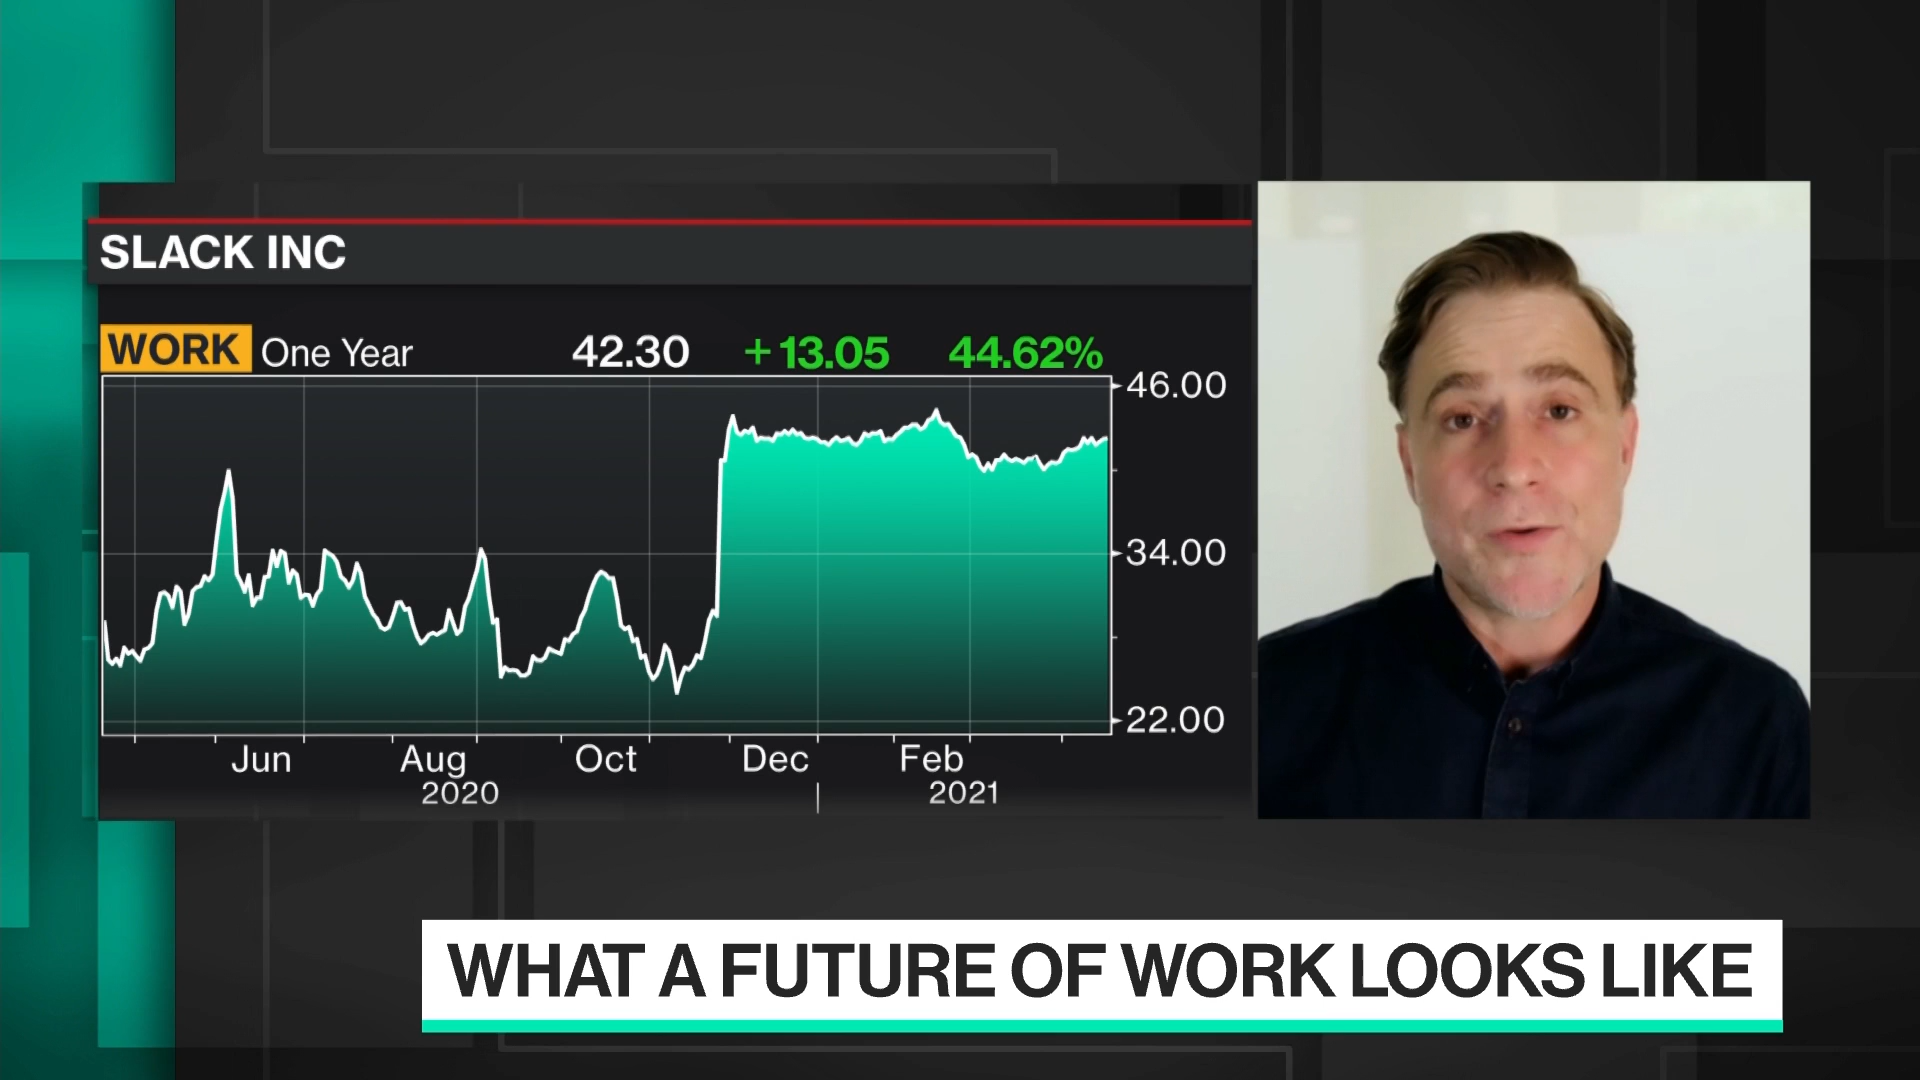 SLACK INC
WORK One Year 42.30 +13.05 44.62%
46.00
34.00
22.00
Jun Aug Oct Dec Feb
2020 2021
WHAT A FUTURE OF WORK LOOKS LIKE